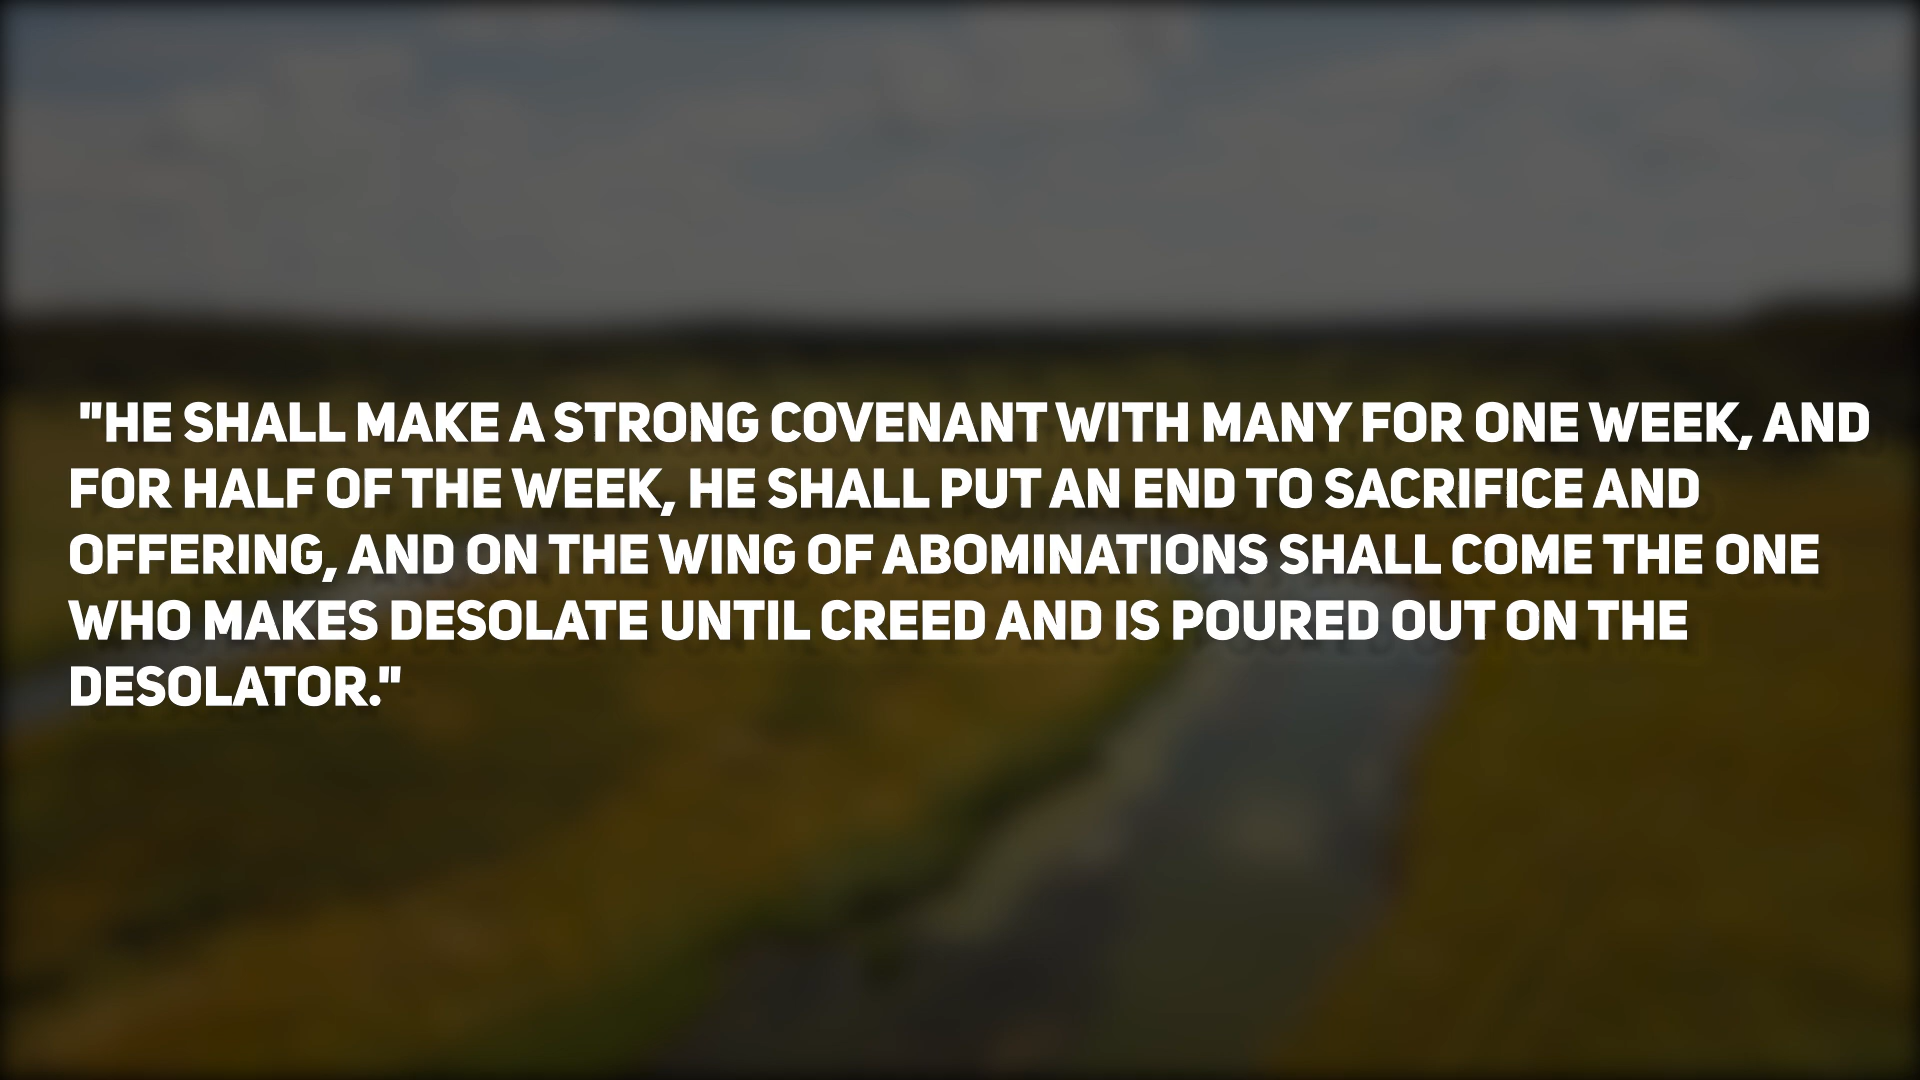 "HE SHALL MAKE A STRONG COVENANT WITH MANY FOR ONE WEEK, AND
FOR HALF OF THE WEEK, HE SHALL PUT AN END TO SACRIFICE AND
OFFERING, AND ON THE WING OF ABOMINATIONS SHALL COME THE ONE
WHO MAKES DESOLATE UNTIL CREED AND IS POURED OUT ON THE
DESOLATOR."